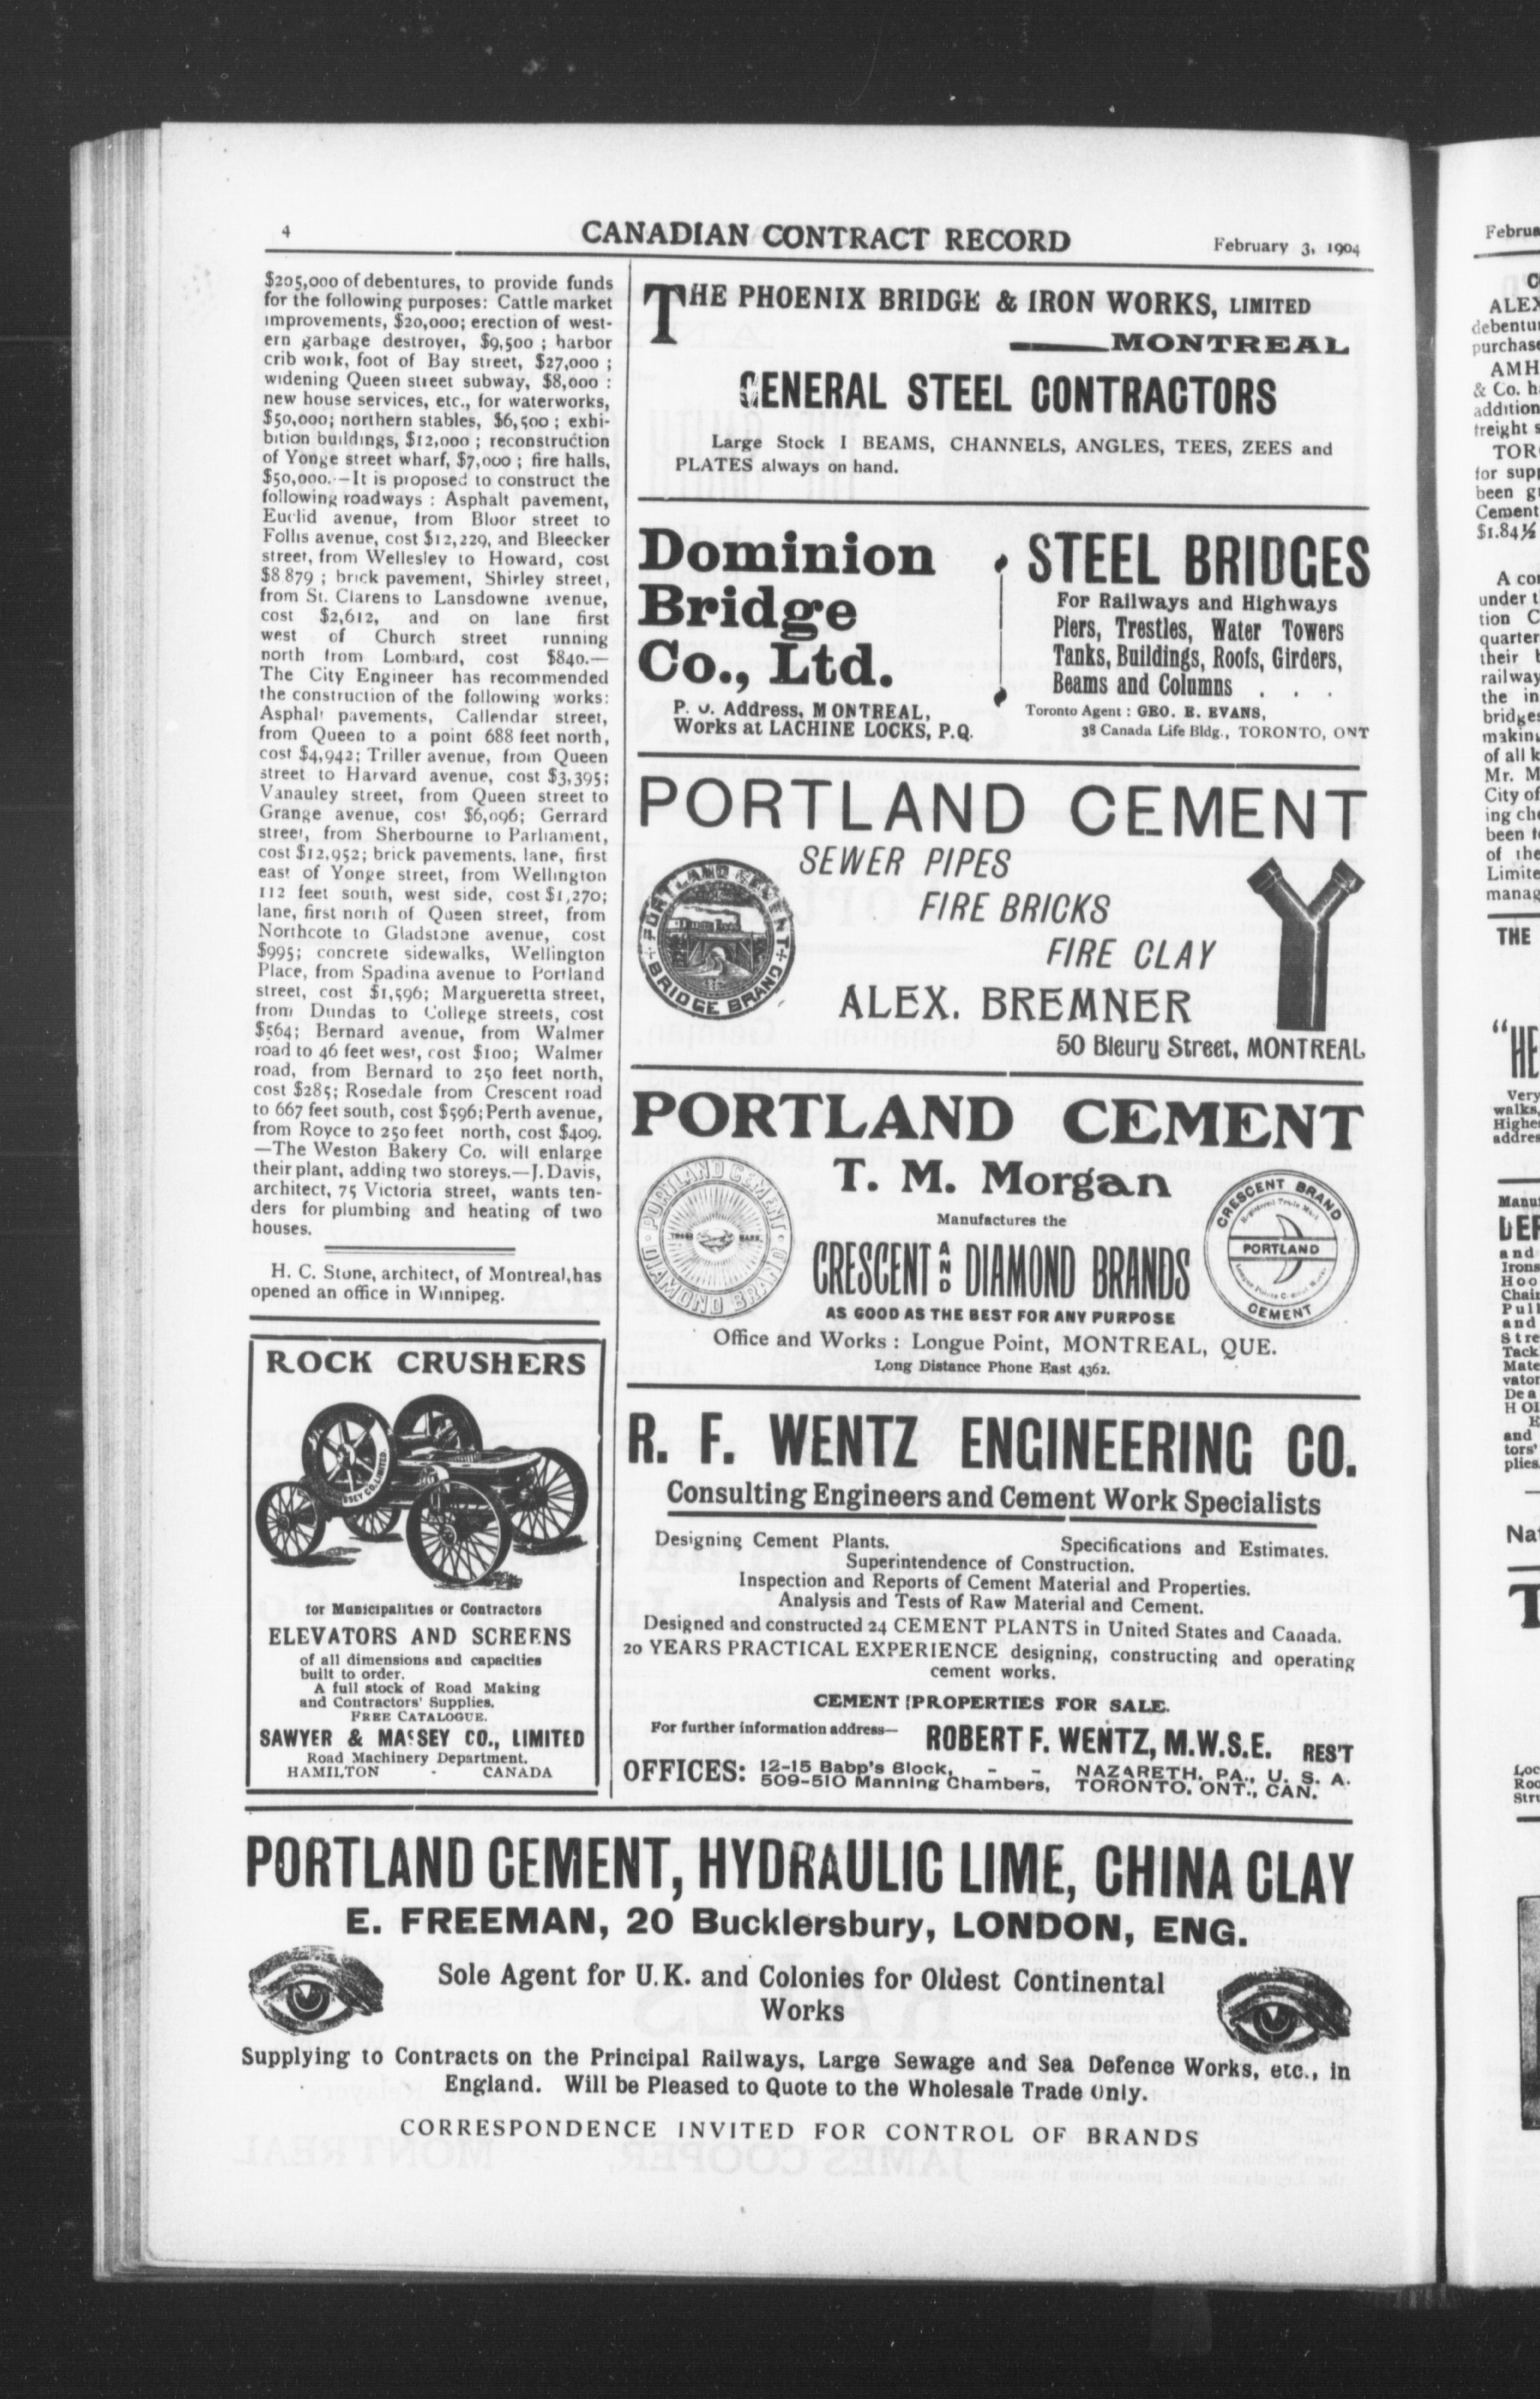 4
CANADIAN CONTRACT RECORD
February 3, 1904
$205,000 of debentures, to provide funds
for the following purposes: Cattle market
improvements, $20,000; erection of west-
ern garbage destroyer, $9,500 ; harbor
crib work, foot of Bay street, $27,000 ;
widening Queen street subway, $8,000 :
new house services, etc., for waterworks,
$50,000; northern stables, $6,500 ; exhi-
bition buildings, $12,000 ; reconstruction
of Yonge street wharf, $7,000 ; fire halls,
$50,000.—It is proposed to construct the
following roadways : Asphalt pavement,
Euclid avenue, from Bloor street to
Follis avenue, cost $12,229, and Bleecker
street, from Wellesley to Howard, cost
$8 879 ; brick pavement, Shirley street,
from St. Clarens to Lansdowne avenue,
cost $2,612, and on lane first
west of Church street running
north from Lombard, cost $840.—
The City Engineer has recommended
the construction of the following works:
Asphalt pavements, Callendar street,
from Queen to a point 688 feet north,
cost $4,942; Triller avenue, from Queen
street to Harvard avenue, cost $3,395;
Vanauley street, from Queen street to
Grange avenue, cost $6,096; Gerrard
street, from Sherbourne to Parliament,
cost $12,952; brick pavements, lane, first
east of Yonge street, from Wellington
112 feet south, west side, cost $1,270;
lane, first north of Queen street, from
Northcote to Gladstone avenue, cost
$995; concrete sidewalks, Wellington
Place, from Spadina avenue to Portland
street, cost $1,596; Margueretta street,
from Dundas to College streets, cost
$564; Bernard avenue, from Walmer
road to 46 feet west, cost $100; Walmer
road, from Bernard to 250 feet north,
cost $285; Rosedale from Crescent road
to 667 feet south, cost $596; Perth avenue,
from Royce to 250 feet north, cost $409.
—The Weston Bakery Co. will enlarge
their plant, adding two storeys.—J. Davis,
architect, 75 Victoria street, wants ten-
ders for plumbing and heating of two
houses.
H. C. Stone, architect, of Montreal, has
opened an office in Winnipeg.
ROCK CRUSHERS
SSEY CO. LIMITED
for Municipalities or Contractors
ELEVATORS AND SCREENS
of all dimensions and capacities
built to order.
A full stock of Road Making
and Contractors' Supplies.
FREE CATALOGUE.
SAWYER & MASSEY CO., LIMITED
Road Machinery Department.
HAMILTON - CANADA
THE PHOENIX BRIDGE & IRON WORKS, LIMITED
MONTREAL
GENERAL STEEL CONTRACTORS
Large Stock I BEAMS, CHANNELS, ANGLES, TEES, ZEES and
PLATES always on hand.
Dominion
Bridge
Co., Ltd.
P. O. Address, MONTREAL,
Works at LACHINE LOCKS, P.Q.
STEEL BRIDGES
For Railways and Highways
Piers, Trestles, Water Towers
Tanks, Buildings, Roofs, Girders,
Beams and Columns . . .
Toronto Agent : GEO. E. EVANS,
38 Canada Life Bldg., TORONTO, ONT
PORTLAND CEMENT
SEWER PIPES
FIRE BRICKS
FIRE CLAY
PORTLAND CEMENT
BRIDGE BRAND
ALEX. BREMNER
50 Bleury Street, MONTREAL
PORTLAND CEMENT
T. M. Morgan
Manufactures the
CRESCENT AND DIAMOND BRANDS
AS GOOD AS THE BEST FOR ANY PURPOSE
Office and Works : Longue Point, MONTREAL, QUE.
Long Distance Phone East 4362.
PORTLAND CEMENT
TRADE MARK
DIAMOND BRAND
CRESCENT BRAND
Registered Trade Mark
PORTLAND
CEMENT
R. F. WENTZ ENGINEERING CO.
Consulting Engineers and Cement Work Specialists
Designing Cement Plants. Specifications and Estimates.
Superintendence of Construction.
Inspection and Reports of Cement Material and Properties.
Analysis and Tests of Raw Material and Cement.
Designed and constructed 24 CEMENT PLANTS in United States and Canada.
20 YEARS PRACTICAL EXPERIENCE designing, constructing and operating
cement works.
CEMENT PROPERTIES FOR SALE.
For further information address— ROBERT F. WENTZ, M.W.S.E. RES'T
OFFICES: 12-15 Babp's Block, - - NAZARETH, PA., U. S. A.
509-510 Manning Chambers, TORONTO, ONT., CAN.
PORTLAND CEMENT, HYDRAULIC LIME, CHINA CLAY
E. FREEMAN, 20 Bucklersbury, LONDON, ENG.
Sole Agent for U.K. and Colonies for Oldest Continental
Works
Supplying to Contracts on the Principal Railways, Large Sewage and Sea Defence Works, etc., in
England. Will be Pleased to Quote to the Wholesale Trade Only.
CORRESPONDENCE INVITED FOR CONTROL OF BRANDS